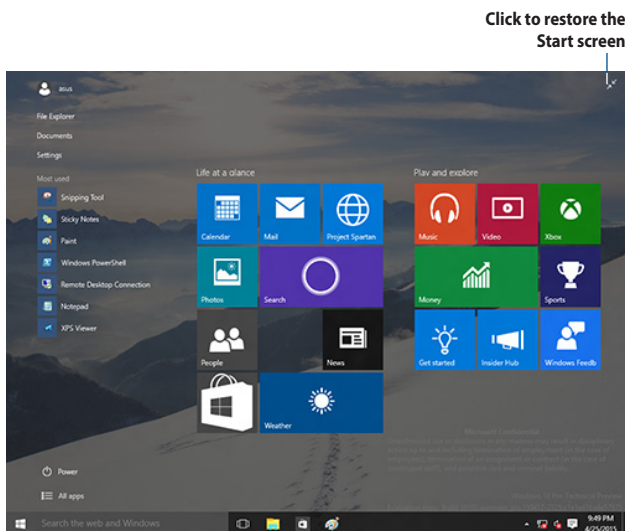 Click to restore the
Start screen
asus
File Explorer
Documents
Settings
Most used
Snipping Tool
Sticky Notes
Paint
Windows PowerShell
Remote Desktop Connection
Notepad
XPS Viewer
Life at a glance
Play and explore
Calendar
Mail
Project Spartan
Music
Video
Xbox
Photos
Search
Money
Sports
People
News
Get started
Insider Hub
Windows Feedb
Weather
Microsoft Confidential
Power
All apps
Search the web and Windows
9:49 PM
4/25/2015